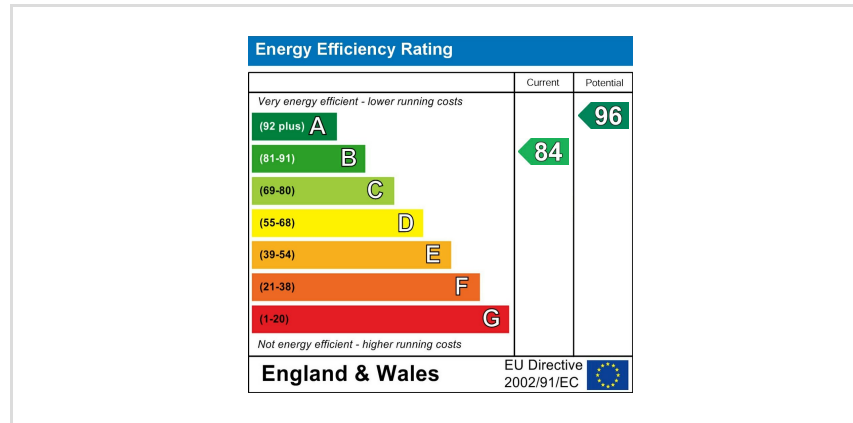 Energy Efficiency Rating
Current Potential
Very energy efficient - lower running costs
(92 plus) A
96
(81-91) B
84
(69-80) C
(55-68) D
(39-54) E
(21-38) F
(1-20) G
Not energy efficient - higher running costs
England & Wales
EU Directive
2002/91/EC